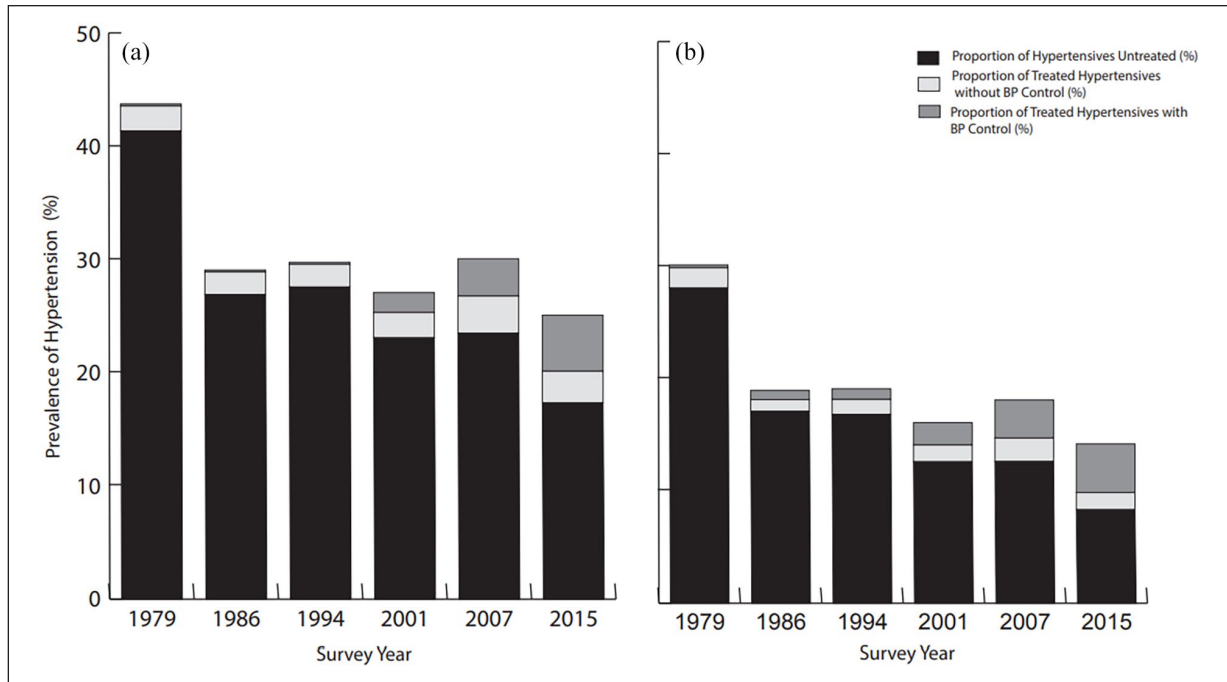 (a)
(b)
Proportion of Hypertensives Untreated (%)
Proportion of Treated Hypertensives
without BP Control (%)
Proportion of Treated Hypertensives with
BP Control (%)
Prevalence of Hypertension (%)
50
40
30
20
10
0
1979 1986 1994 2001 2007 2015
Survey Year
1979 1986 1994 2001 2007 2015
Survey Year